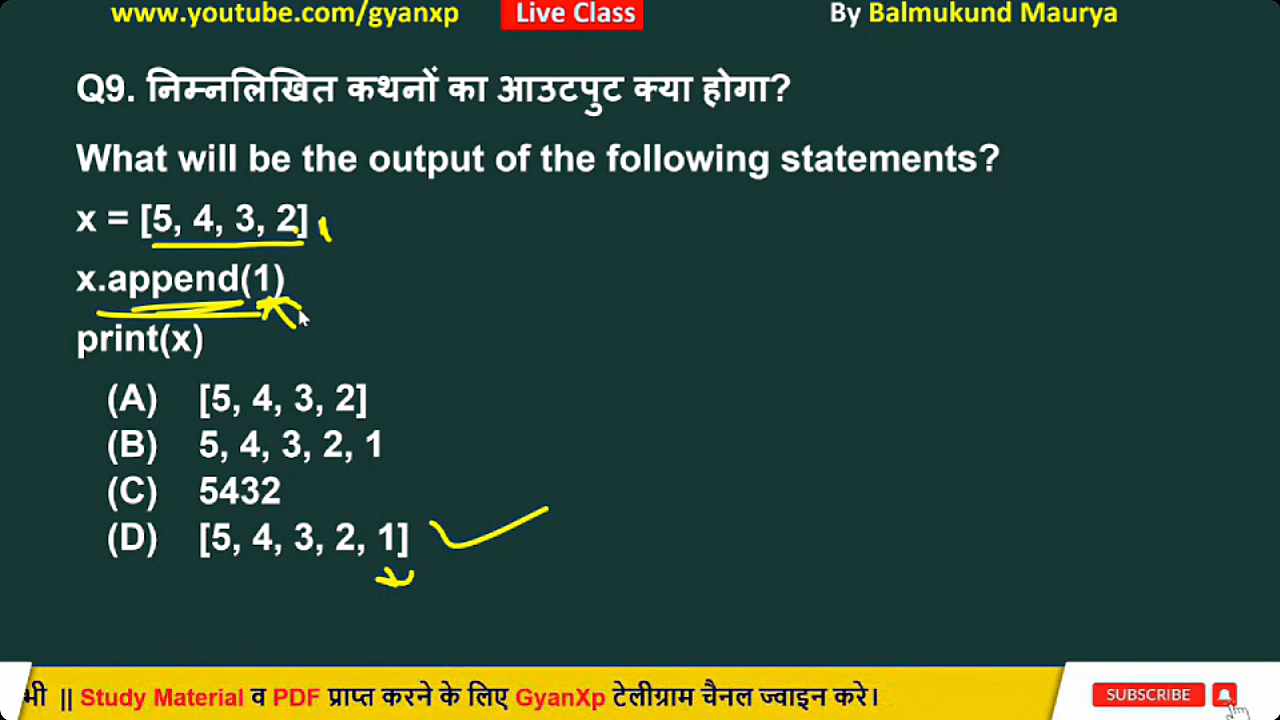 www.youtube.com/gyanxp Live Class By Balmukund Maurya
Q9. निम्नलिखित कथनों का आउटपुट क्या होगा?
What will be the output of the following statements?
x = [5, 4, 3, 2] 1
x.append(1)
print(x)
(A) [5, 4, 3, 2]
(B) 5, 4, 3, 2, 1
(C) 5432
(D) [5, 4, 3, 2, 1]
भी || Study Material व PDF प्राप्त करने के लिए GyanXp टेलीग्राम चैनल ज्वाइन करे। SUBSCRIBE